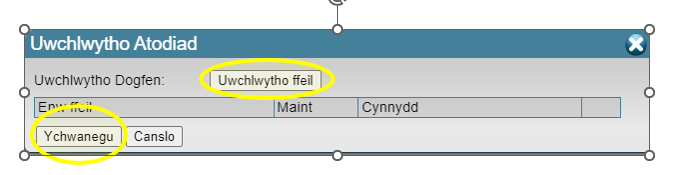 Uwchlwytho Atodiad
Uwchlwytho Dogfen: Uwchlwytho ffeil
Enw ffeil Maint Cynnydd
Ychwanegu Canslo